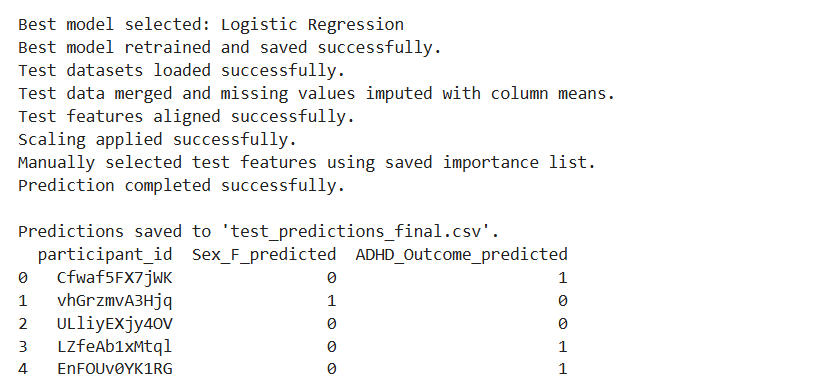 Best model selected: Logistic Regression
Best model retrained and saved successfully.
Test datasets loaded successfully.
Test data merged and missing values imputed with column means.
Test features aligned successfully.
Scaling applied successfully.
Manually selected test features using saved importance list.
Prediction completed successfully.
Predictions saved to 'test_predictions_final.csv'.
participant_id Sex_F_predicted ADHD_Outcome_predicted
0 Cfwaf5FX7jWK 0 1
1 vhGrzmvA3Hjq 1 0
2 ULliyEXjy4OV 0 0
3 LZfeAb1xMtql 0 1
4 EnFOUv0YK1RG 0 1